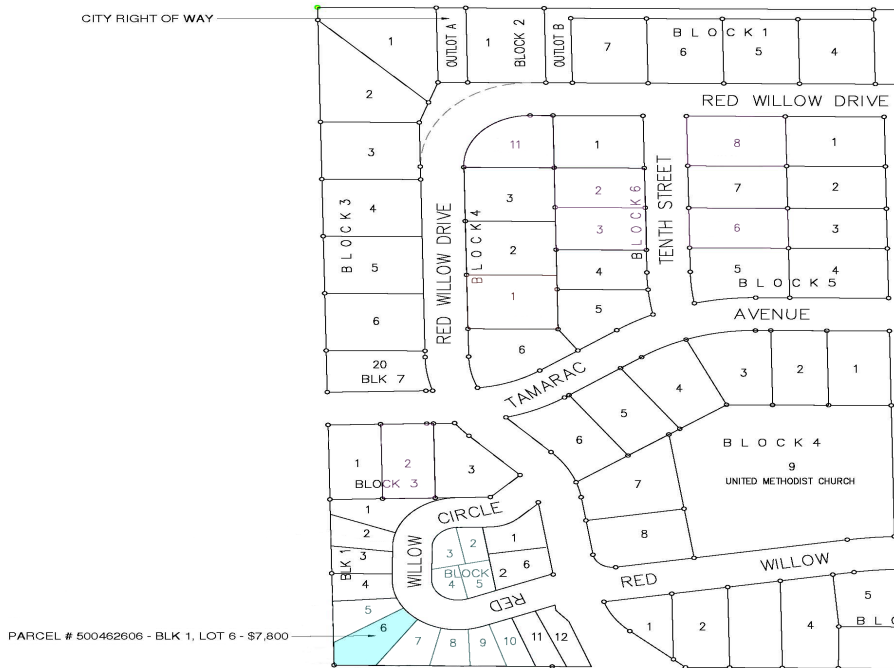 CITY RIGHT OF WAY
1
OUTLOT A
1
BLOCK 2
OUTLOT B
7
BLOCK 1
6
5
4
2
RED WILLOW DRIVE
3
11
1
8
1
4
BLOCK 3
RED WILLOW DRIVE
3
BLOCK 4
2
BLOCK 6
TENTH STREET
7
2
3
6
3
5
2
4
5
4
BLOCK 5
6
1
5
AVENUE
20
BLK 7
6
TAMARAC
3
2
1
4
5
6
BLOCK 4
9
UNITED METHODIST CHURCH
1
2
3
BLOCK 3
7
1
CIRCLE
2
8
BLK 1
3
WILLOW
3
2
1
6
BLOCK 2
4
5
4
RED
RED
WILLOW
5
5
6
PARCEL # 500462606 - BLK 1, LOT 6 - $7,800
7
8
9
10
11
12
1
2
4
BLO